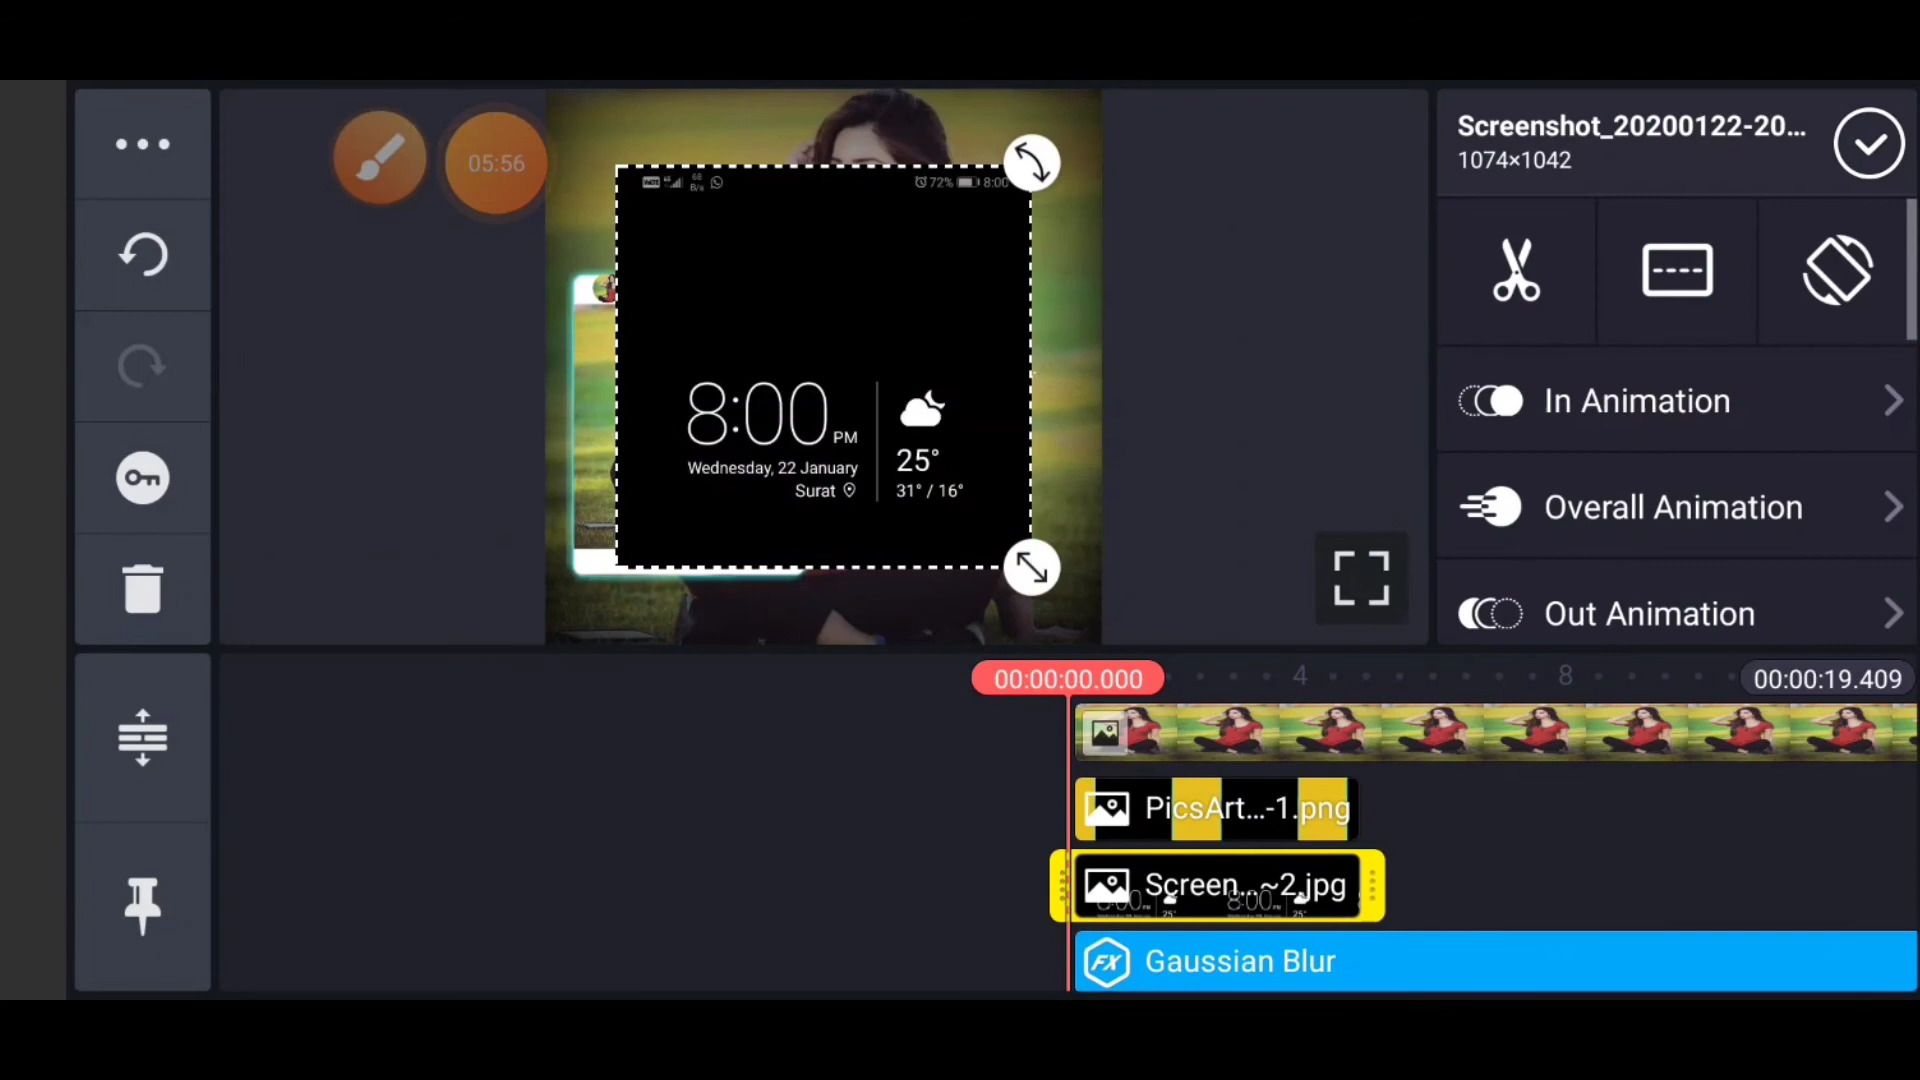 Screenshot_20200122-20...
1074×1042
05:56
68
B/s
72%
8:00
8:00 PM
Wednesday, 22 January
Surat
25°
31° / 16°
In Animation
Overall Animation
Out Animation
00:00:00.000
4
8
00:00:19.409
PicsArt...-1.png
Screen...~2.jpg
FX
Gaussian Blur